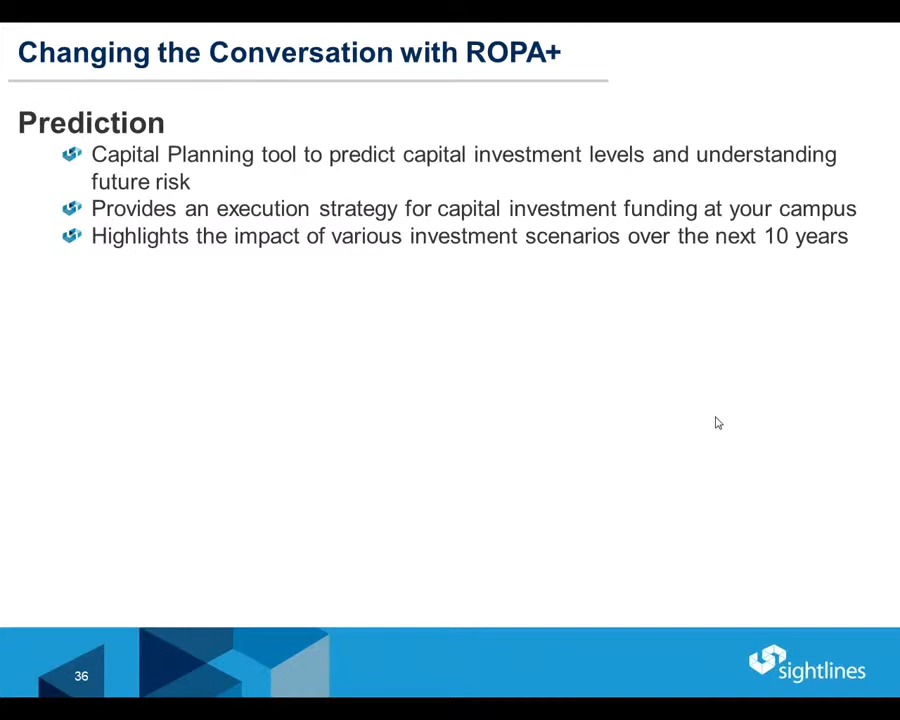 Changing the Conversation with ROPA+
Prediction
Capital Planning tool to predict capital investment levels and understanding
future risk
Provides an execution strategy for capital investment funding at your campus
Highlights the impact of various investment scenarios over the next 10 years
36
sightlines